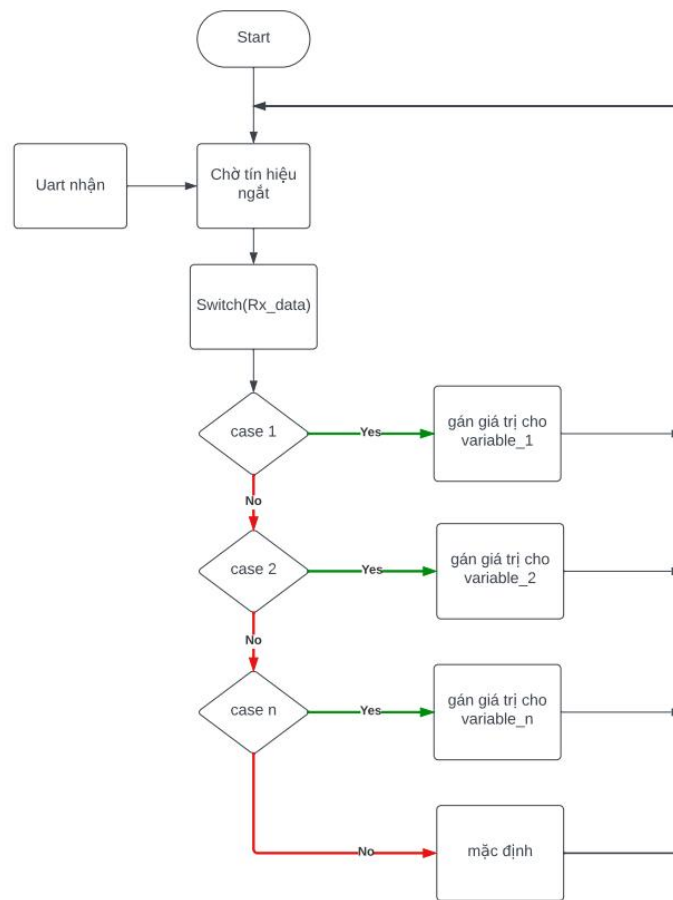 Start
Uart nhận
Chờ tín hiệu
ngắt
Switch(Rx_data)
case 1
Yes
gán giá trị cho
variable_1
No
case 2
Yes
gán giá trị cho
variable_2
No
case n
Yes
gán giá trị cho
variable_n
No
mặc định